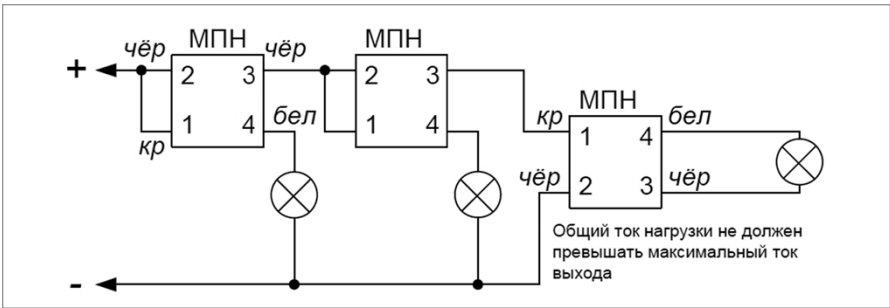 МПН
МПН
+
чёр
2
3
чёр
2
3
1
4
бел
1
4
кр
МПН
кр
1
4
бел
чёр
2
3
чёр
Общий ток нагрузки не должен
превышать максимальный ток
выхода
-